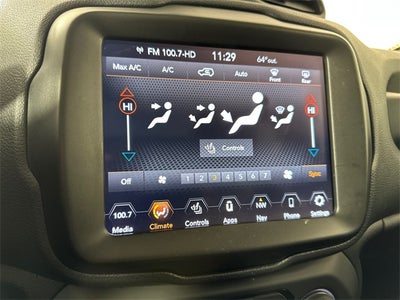 FM 100.7-HD 11:29 64° out.
Max A/C A/C Auto Front Rear
HI HI
Controls
Off 1 2 3 4 5 6 7 Sync
100.7 NW
Media Climate Controls Apps Nav Phone Settings